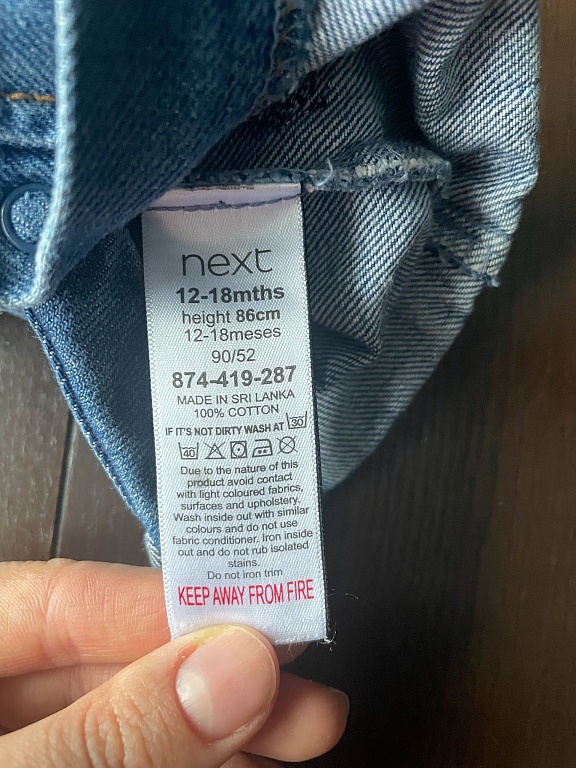 next
12-18mths
height 86cm
12-18meses
90/52
874-419-287
MADE IN SRI LANKA
100% COTTON
IF IT'S NOT DIRTY WASH AT 30
40
Due to the nature of this
product avoid contact
with light coloured fabrics,
surfaces and upholstery.
Wash inside out with similar
colours and do not use
fabric conditioner. Iron inside
out and do not rub isolated
stains.
Do not iron trim
KEEP AWAY FROM FIRE